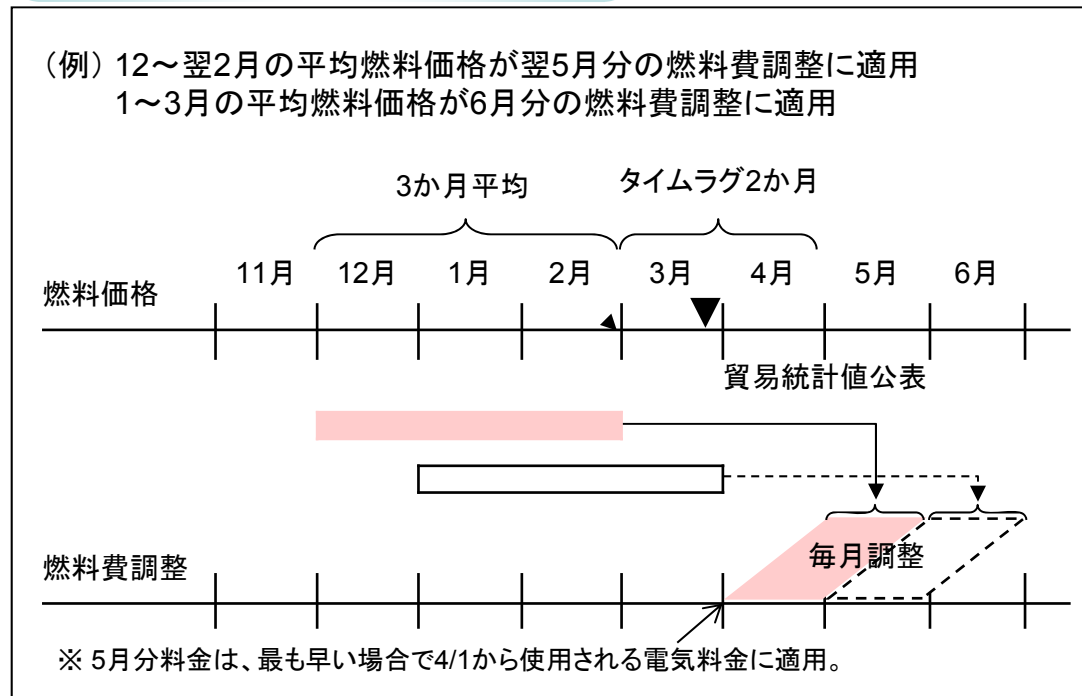 (例) 12～翌2月の平均燃料価格が翌5月分の燃料費調整に適用
1～3月の平均燃料価格が6月分の燃料費調整に適用
3か月平均
タイムラグ2か月
11月
12月
1月
2月
3月
4月
5月
6月
燃料価格
貿易統計値公表
毎月調整
燃料費調整
※ 5月分料金は、最も早い場合で4/1から使用される電気料金に適用。